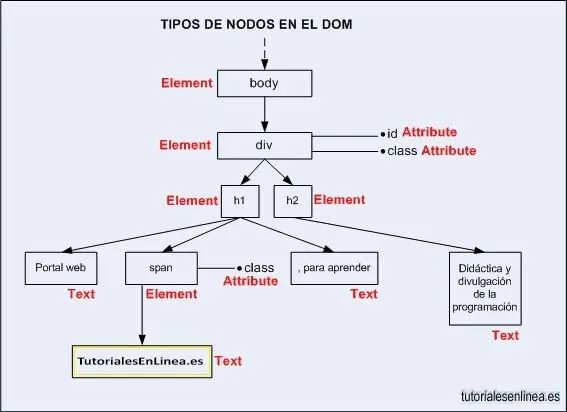 TIPOS DE NODOS EN EL DOM
Element body
Element div
id Attribute
class Attribute
Element h1
h2 Element
Portal web
Text
span
Element
class
Attribute
, para aprender
Text
Didáctica y
divulgación
de la
programación
Text
TutorialesEnLinea.es Text
tutorialesenlinea.es